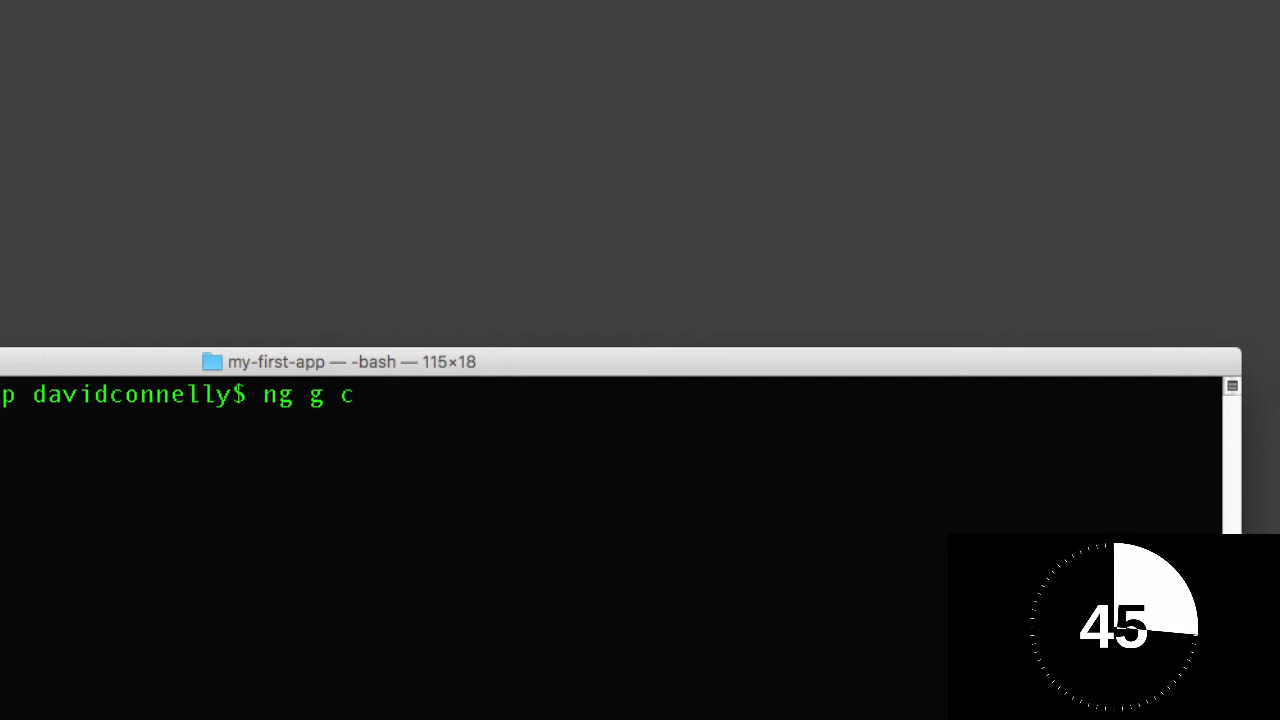 my-first-app — -bash — 115×18
p davidconnelly$ ng g c
45